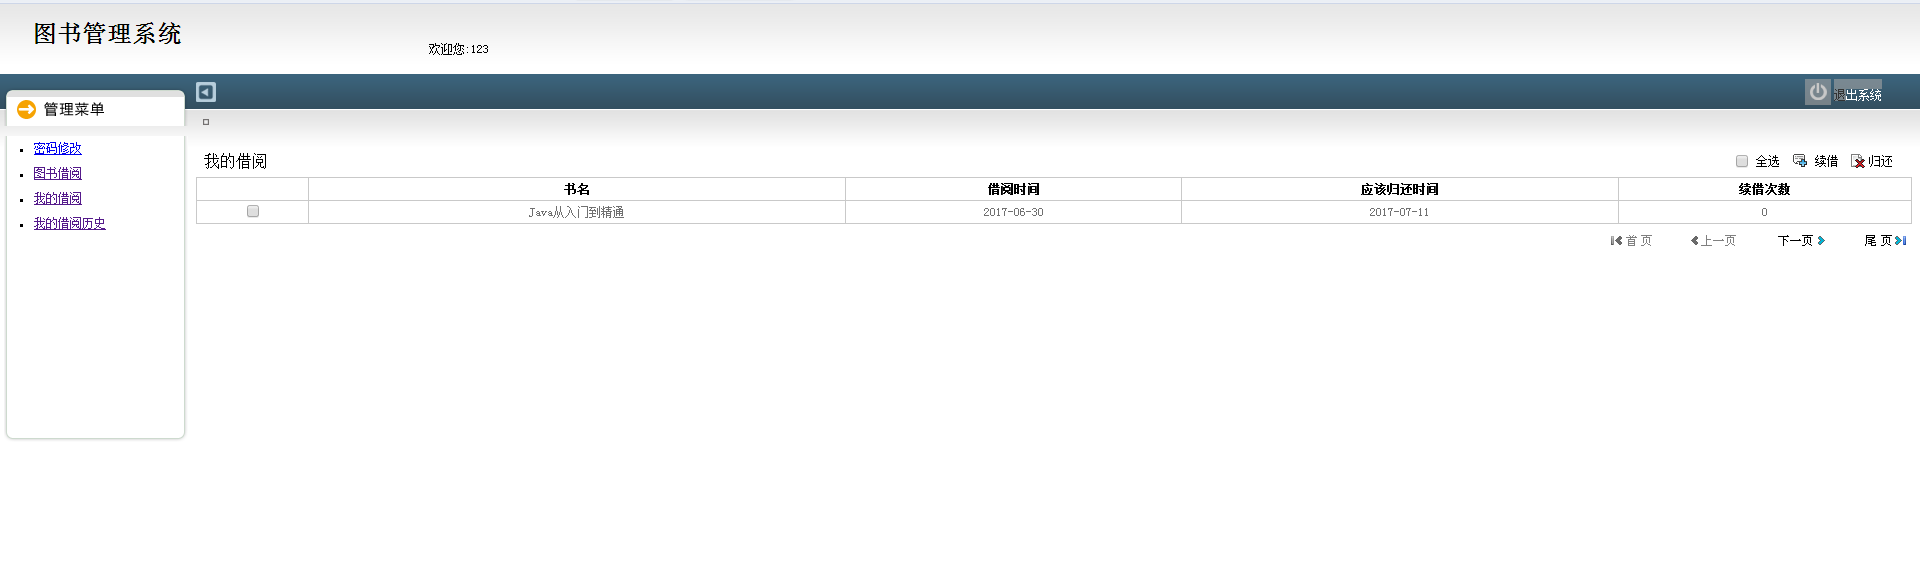 图书管理系统
欢迎您:123
退出系统
管理菜单
密码修改
图书借阅
我的借阅
我的借阅历史
我的借阅
全选 续借 归还
书名 借阅时间 应该归还时间 续借次数
Java从入门到精通 2017-06-30 2017-07-11 0
首 页 上一页 下一页 尾 页